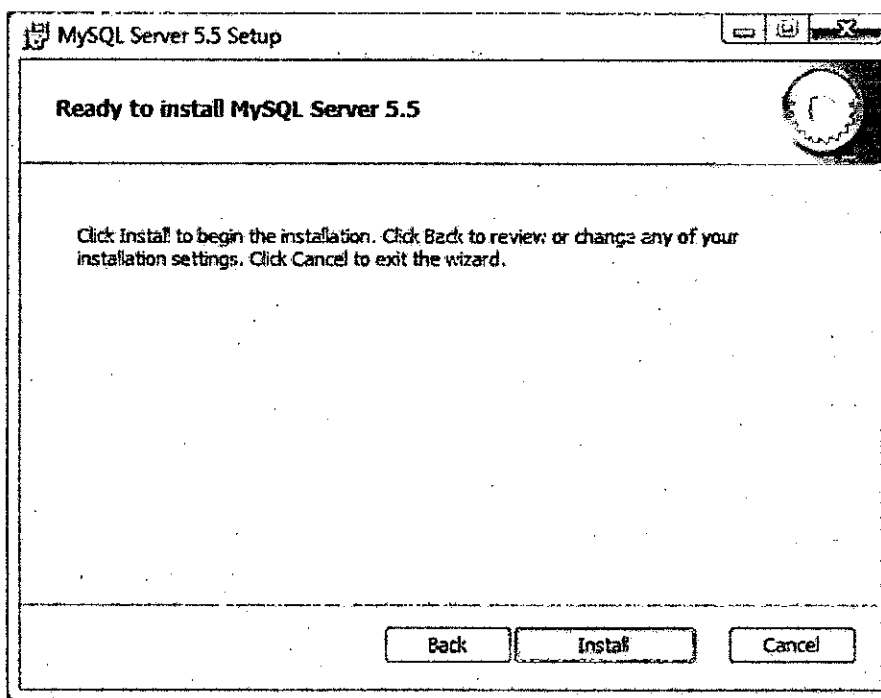 MySQL Server 5.5 Setup
Ready to install MySQL Server 5.5
Click Install to begin the installation. Click Back to review or change any of your
installation settings. Click Cancel to exit the wizard.
Back Install Cancel